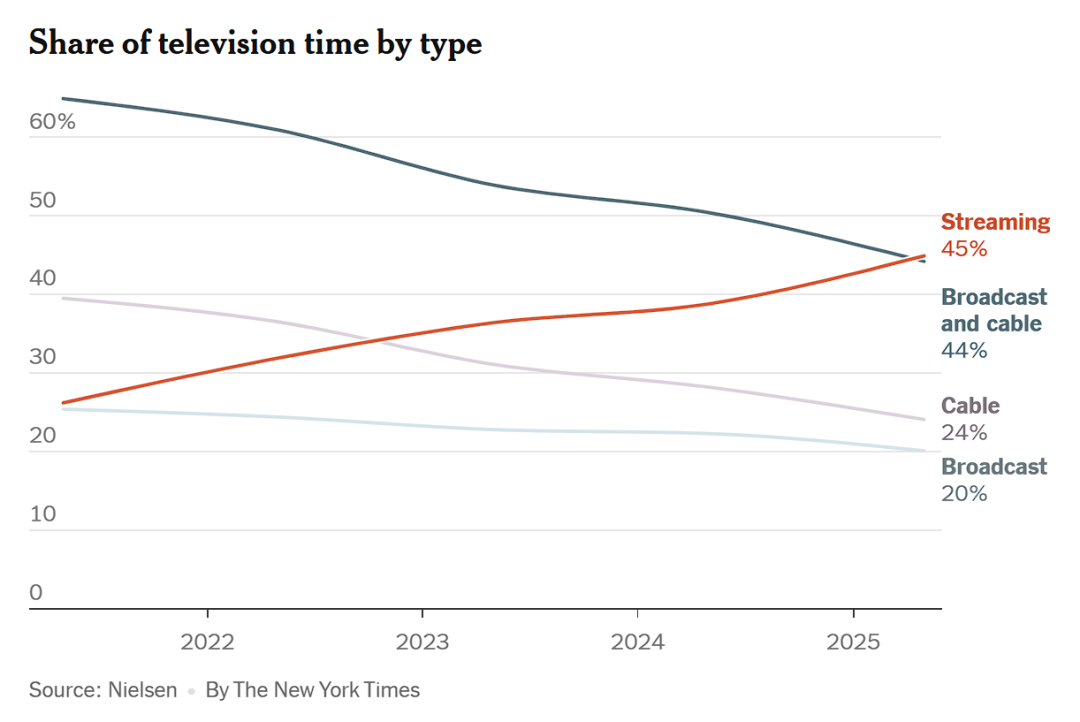 Share of television time by type
60%
50
40
30
20
10
0
Streaming
45%
Broadcast
and cable
44%
Cable
24%
Broadcast
20%
2022 2023 2024 2025
Source: Nielsen • By The New York Times